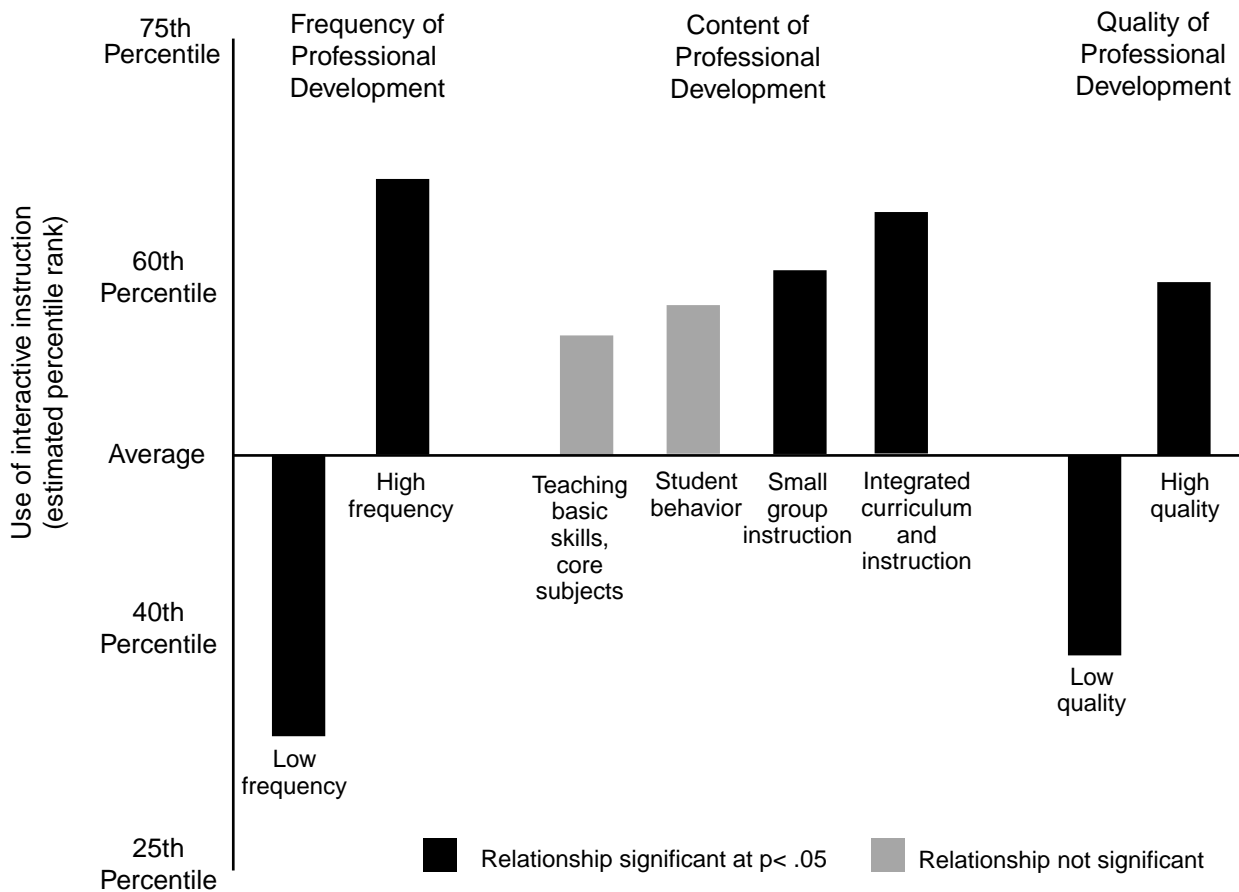 75th
Percentile
Frequency of
Professional
Development
Content of
Professional
Development
Quality of
Professional
Development
Use of interactive instruction
(estimated percentile rank)
60th
Percentile
Average
High
frequency
Teaching
basic
skills,
core
subjects
Student
behavior
Small
group
instruction
Integrated
curriculum
and
instruction
High
quality
40th
Percentile
Low
quality
Low
frequency
25th
Percentile
Relationship significant at p< .05
Relationship not significant